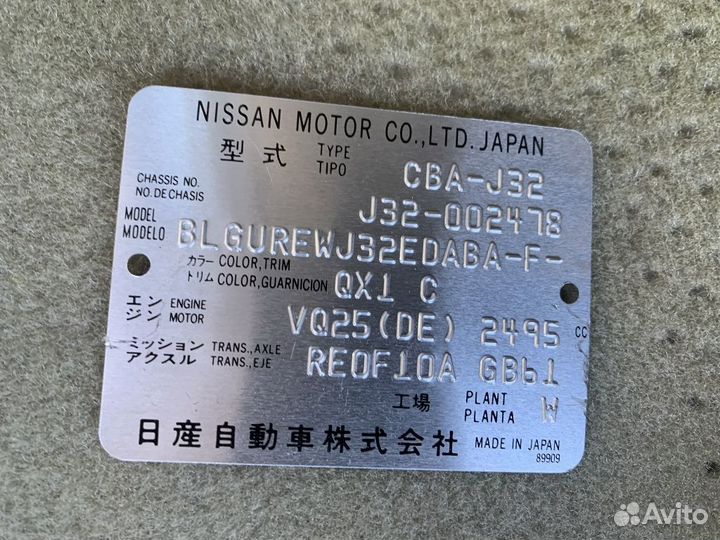 NISSAN MOTOR CO.,LTD. JAPAN
型式 TYPE TIPO CBA-J32
CHASSIS NO. NO. DE CHASIS J32-002478
MODEL MODELO BLGUREWJ32EDABA-F-
カラー COLOR,TRIM
トリム COLOR,GUARNICION QX1 C
エンジン ENGINE MOTOR VQ25(DE) 2495 CC
ミッション TRANS.,AXLE
アクスル TRANS.,EJE RE0F10A GB61
工場 PLANT PLANTA W
日産自動車株式会社 MADE IN JAPAN
89909
Avito